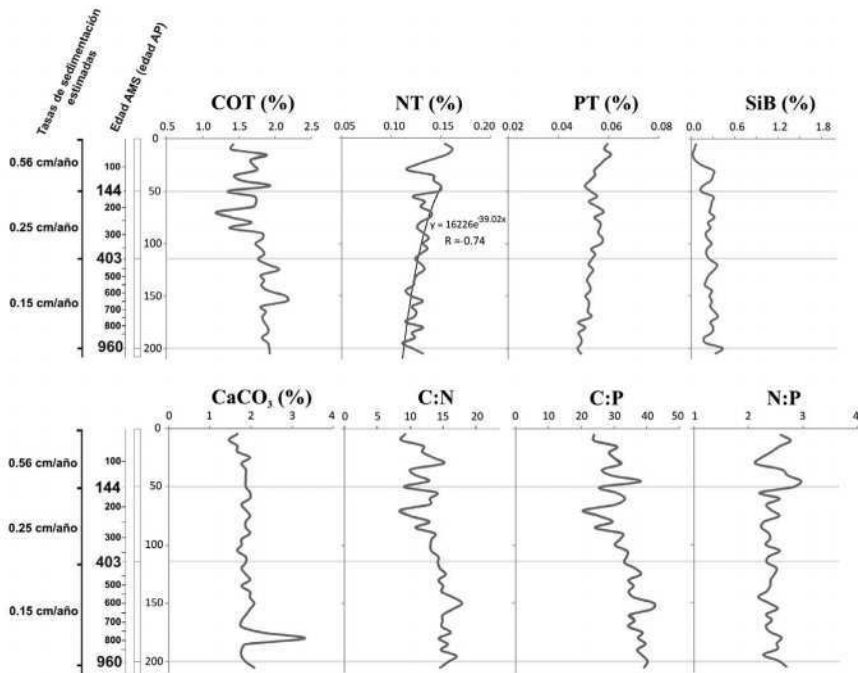 Tasas de sedimentación
estimadas
Edad AMS (edad AP)
COT (%)
NT (%)
PT (%)
SiB (%)
0.5 1.0 1.5 2.0 2.5
0.05 0.10 0.15 0.20
0.02 0.04 0.06 0.08
0.0 0.6 1.2 1.8
0
50
100
150
200
0.56 cm/año
0.25 cm/año
0.15 cm/año
100
144
200
300
403
500
600
700
800
960
y = 16226e-39.02x
R =-0.74
CaCO3 (%)
C:N
C:P
N:P
0 1 2 3 4
0 5 10 15 20
0 10 20 30 40 50
1 2 3 4
0
50
100
150
200
0.56 cm/año
0.25 cm/año
0.15 cm/año
100
144
200
300
403
500
600
700
800
960